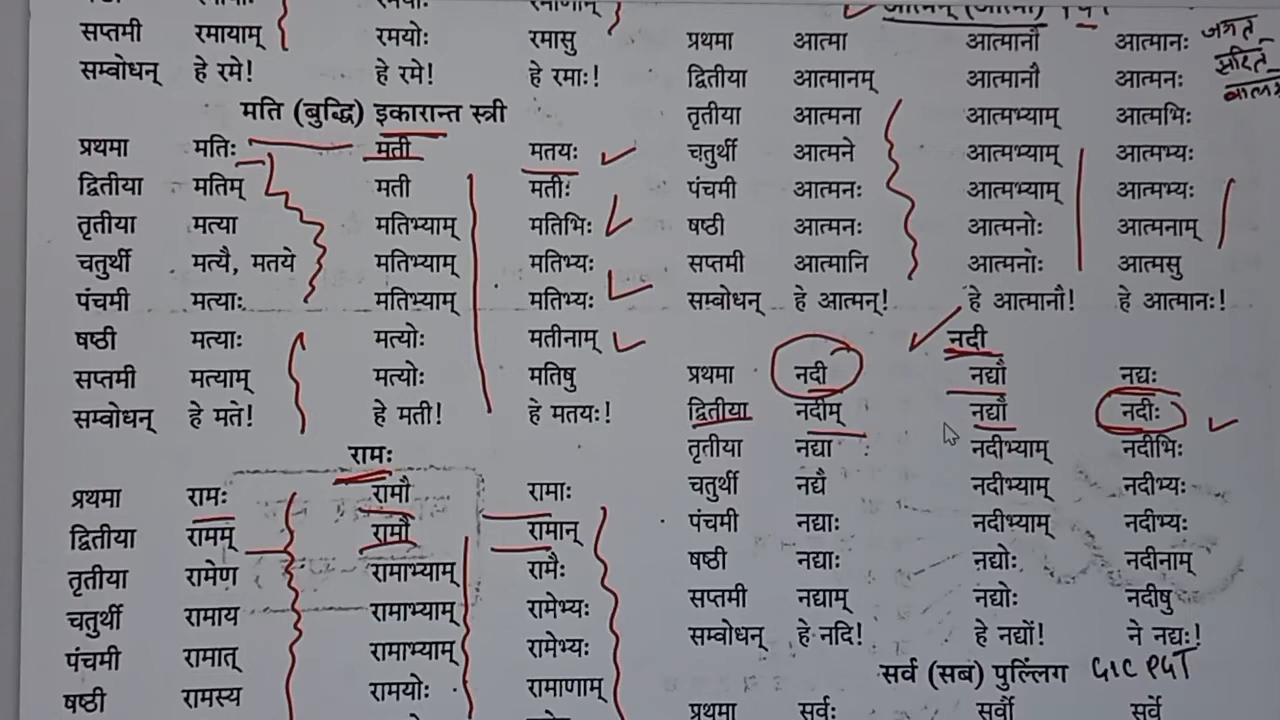 सप्तमी रमायाम् रमयोः रमासु
सम्बोधन् हे रमे! हे रमे! हे रमाः!
मति (बुद्धि) इकारान्त स्त्री
प्रथमा मतिः मती मतयः
द्वितीया मतिम् मती मतीः
तृतीया मत्या मतिभ्याम् मतिभिः
चतुर्थी मत्यै, मतये मतिभ्याम् मतिभ्यः
पंचमी मत्याः मतिभ्याम् मतिभ्यः
षष्ठी मत्याः मत्योः मतीनाम्
सप्तमी मत्याम् मत्योः मतिषु
सम्बोधन् हे मते! हे मती! हे मतयः!
रामः
प्रथमा रामः रामौ रामाः
द्वितीया रामम् रामौ रामान्
तृतीया रामेण रामाभ्याम् रामैः
चतुर्थी रामाय रामाभ्याम् रामेभ्यः
पंचमी रामात् रामाभ्याम् रामेभ्यः
षष्ठी रामस्य रामयोः रामाणाम्
आत्मन् (आत्मा)
प्रथमा आत्मा आत्मानौ आत्मानः
द्वितीया आत्मानम् आत्मानौ आत्मनः
तृतीया आत्मना आत्मभ्याम् आत्मभिः
चतुर्थी आत्मने आत्मभ्याम् आत्मभ्यः
पंचमी आत्मनः आत्मभ्याम् आत्मभ्यः
षष्ठी आत्मनः आत्मनोः आत्मनाम्
सप्तमी आत्मानि आत्मनोः आत्मसु
सम्बोधन् हे आत्मन्! हे आत्मानौ! हे आत्मानः!
नदी
प्रथमा नदी नद्यौ नद्यः
द्वितीया नदीम् नद्यौ नदीः
तृतीया नद्या नदीभ्याम् नदीभिः
चतुर्थी नद्यै नदीभ्याम् नदीभ्यः
पंचमी नद्याः नदीभ्याम् नदीभ्यः
षष्ठी नद्याः नद्योः नदीनाम्
सप्तमी नद्याम् नद्योः नदीषु
सम्बोधन् हे नदि! हे नद्यों! ने नद्यः!
सर्व (सब) पुल्लिंग GIC PGT
प्रथमा सर्वः सर्वौ सर्वे